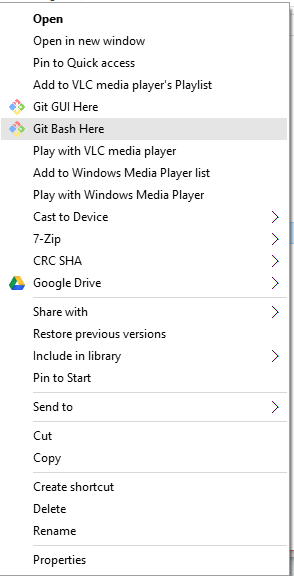 Open
Open in new window
Pin to Quick access
Add to VLC media player's Playlist
Git GUI Here
Git Bash Here
Play with VLC media player
Add to Windows Media Player list
Play with Windows Media Player
Cast to Device
7-Zip
CRC SHA
Google Drive
Share with
Restore previous versions
Include in library
Pin to Start
Send to
Cut
Copy
Create shortcut
Delete
Rename
Properties